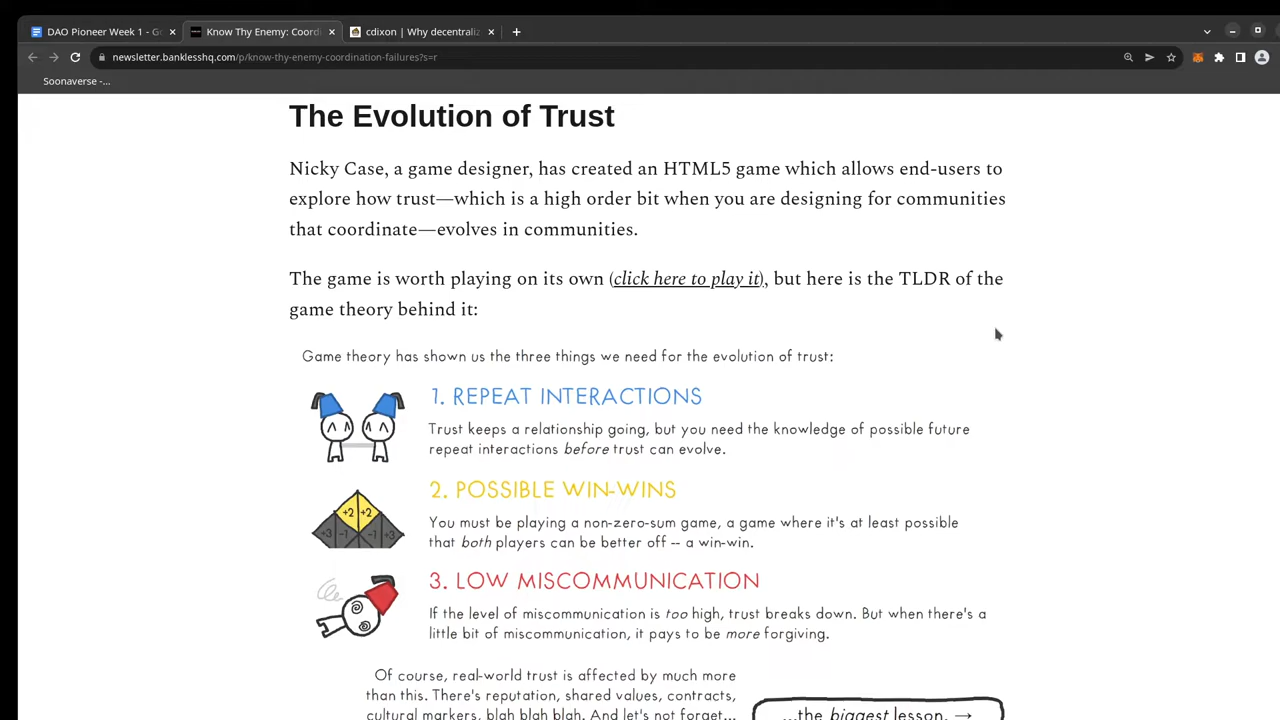 DAO Pioneer Week 1 - Go
Know Thy Enemy: Coordi
cdixon | Why decentraliz
newsletter.banklesshq.com/p/know-thy-enemy-coordination-failures?s=r
Soonaverse -...
The Evolution of Trust
Nicky Case, a game designer, has created an HTML5 game which allows end-users to
explore how trust—which is a high order bit when you are designing for communities
that coordinate—evolves in communities.
The game is worth playing on its own (click here to play it), but here is the TLDR of the
game theory behind it:
Game theory has shown us the three things we need for the evolution of trust:
1. REPEAT INTERACTIONS
Trust keeps a relationship going, but you need the knowledge of possible future
repeat interactions before trust can evolve.
2. POSSIBLE WIN-WINS
+2 +2
+3 -1 -1 +3
You must be playing a non-zero-sum game, a game where it's at least possible
that both players can be better off -- a win-win.
3. LOW MISCOMMUNICATION
If the level of miscommunication is too high, trust breaks down. But when there's a
little bit of miscommunication, it pays to be more forgiving.
Of course, real-world trust is affected by much more
than this. There's reputation, shared values, contracts,
cultural markers, blah blah blah. And let's not forget...
...the biggest lesson. →